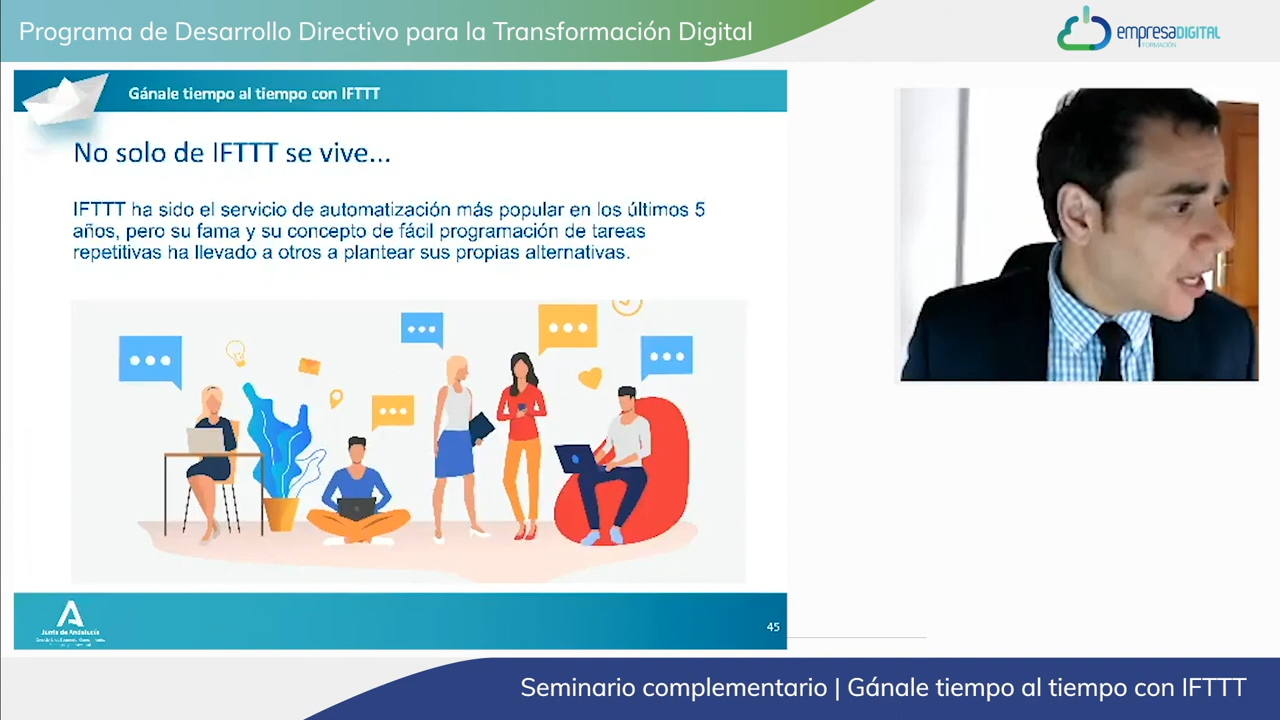 Programa de Desarrollo Directivo para la Transformación Digital
empresaDIGITAL
FORMACIÓN
Gánale tiempo al tiempo con IFTTT
No solo de IFTTT se vive...
IFTTT ha sido el servicio de automatización más popular en los últimos 5
años, pero su fama y su concepto de fácil programación de tareas
repetitivas ha llevado a otros a plantear sus propias alternativas.
Junta de Andalucía
45
Seminario complementario | Gánale tiempo al tiempo con IFTTT